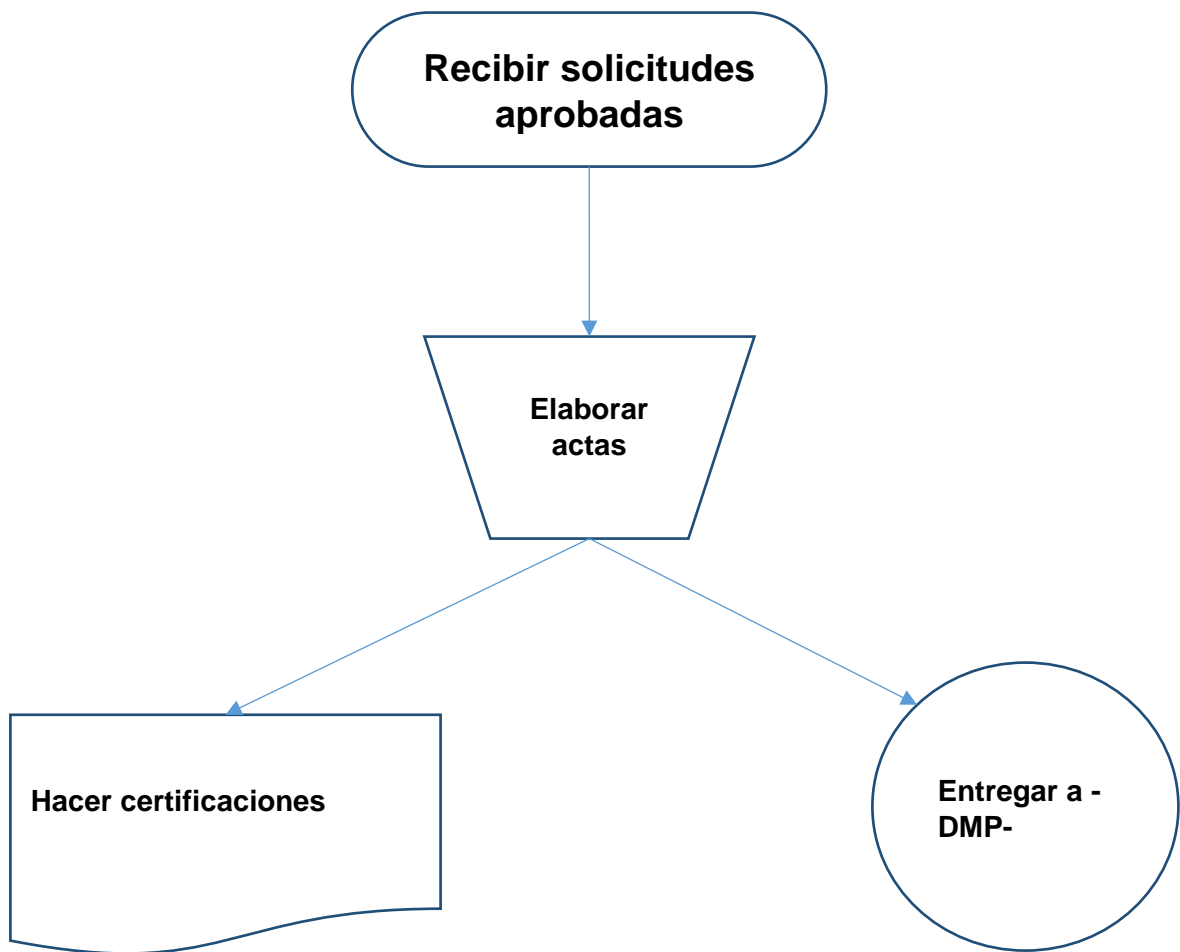 Recibir solicitudes
aprobadas
Elaborar
actas
Hacer certificaciones
Entregar a -
DMP-